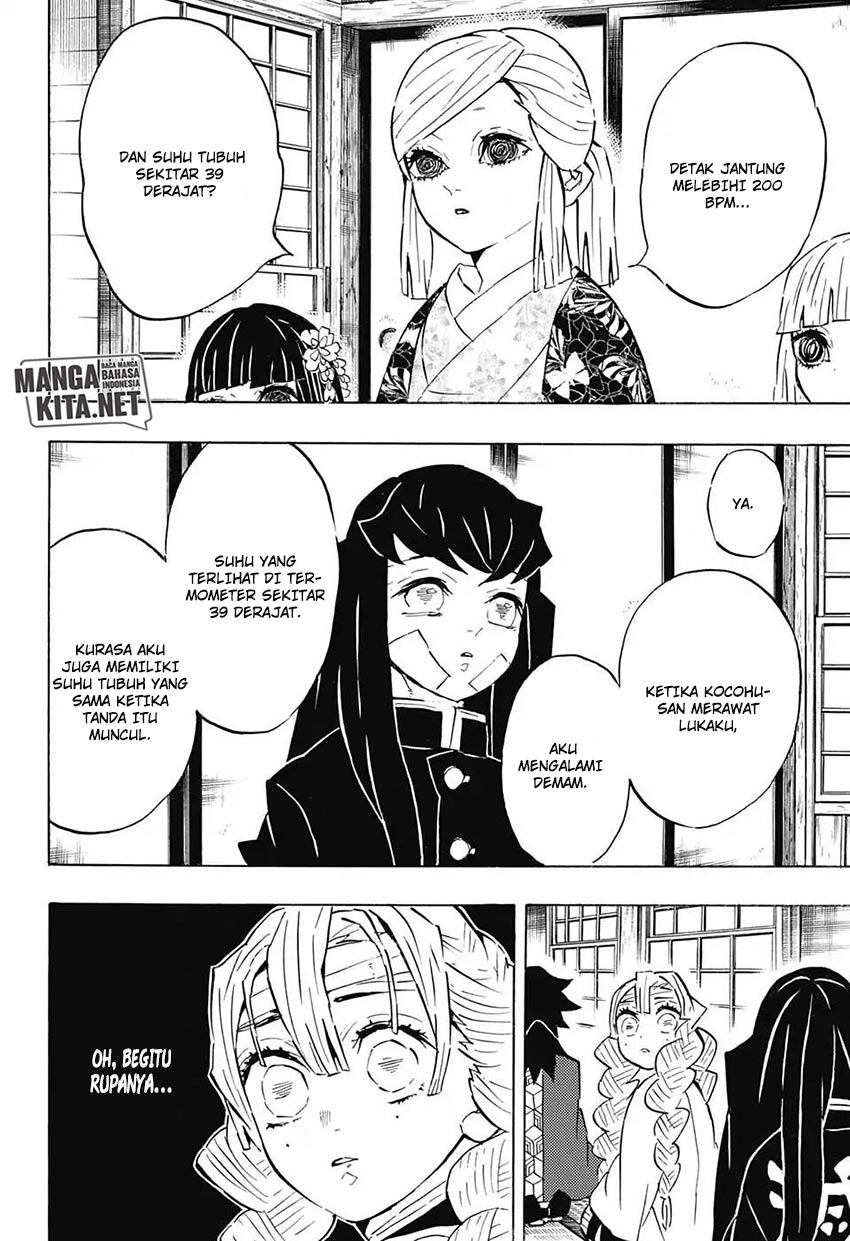 DETAK JANTUNG
MELEBIHI 200
BPM...
DAN SUHU TUBUH
SEKITAR 39
DERAJAT?
MANGA
KITA.NET
BACA MANGA
BAHASA
INDONESIA
YA.
KETIKA KOCOHU-
SAN MERAWAT
LUKAKU,
AKU
MENGALAMI
DEMAM.
SUHU YANG
TERLIHAT DI TER-
MOMETER SEKITAR
39 DERAJAT.
KURASA AKU
JUGA MEMILIKI
SUHU TUBUH YANG
SAMA KETIKA
TANDA ITU
MUNCUL.
OH, BEGITU
RUPANYA...